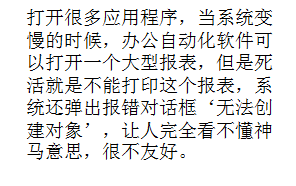 打开很多应用程序，当系统变
慢的时候，办公自动化软件可
以打开一个大型报表，但是死
活就是不能打印这个报表，系
统还弹出报错对话框‘无法创
建对象’，让人完全看不懂神
马意思，很不友好。